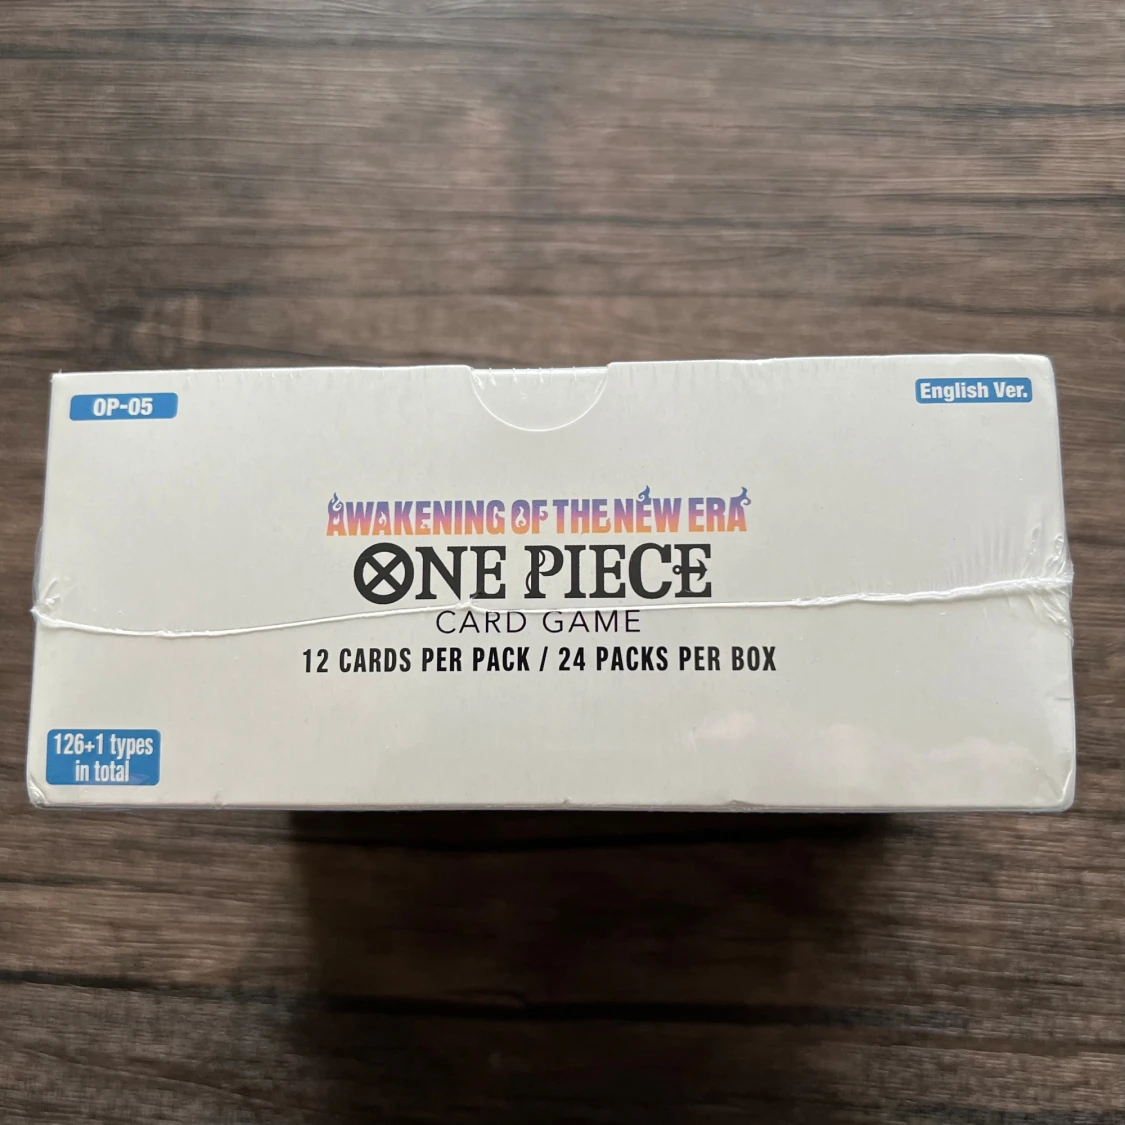 OP-05
English Ver.
AWAKENING OF THE NEW ERA
ONE PIECE
CARD GAME
12 CARDS PER PACK / 24 PACKS PER BOX
126+1 types
in total